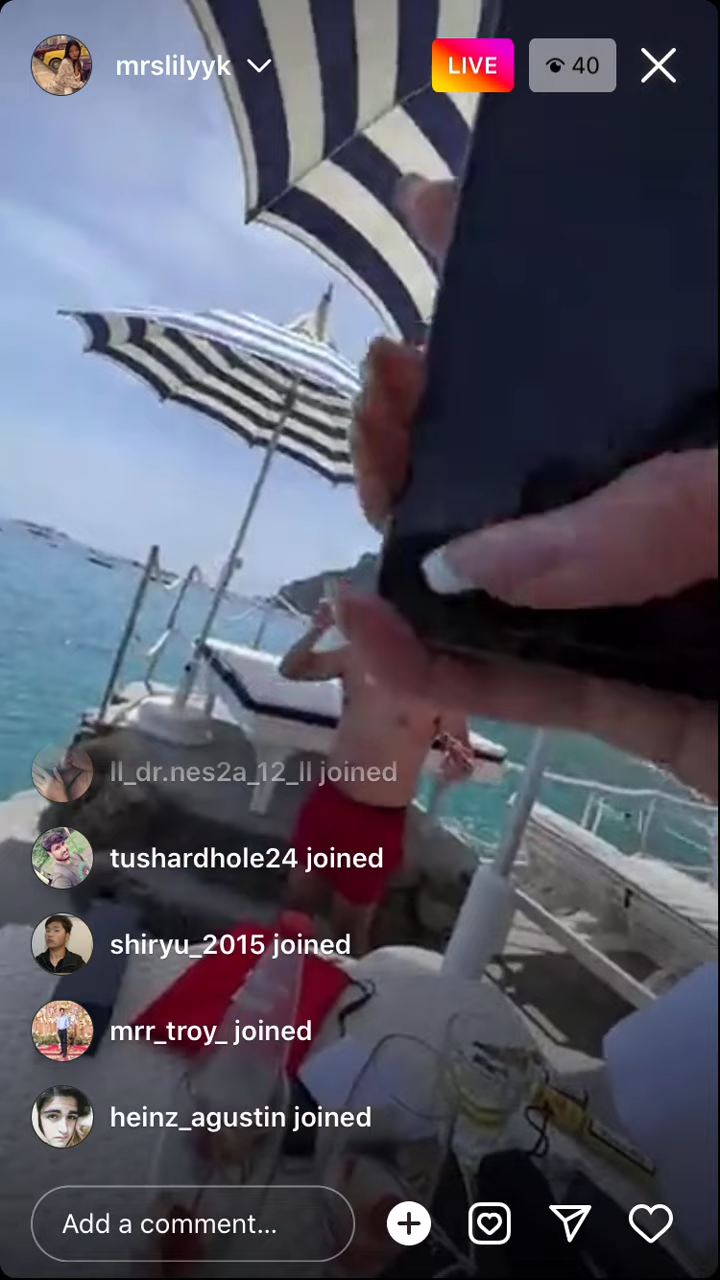 mrslilyyk
LIVE
40
ll_dr.nes2a_12_ll joined
tushardhole24 joined
shiryu_2015 joined
mrr_troy_ joined
heinz_agustin joined
Add a comment...